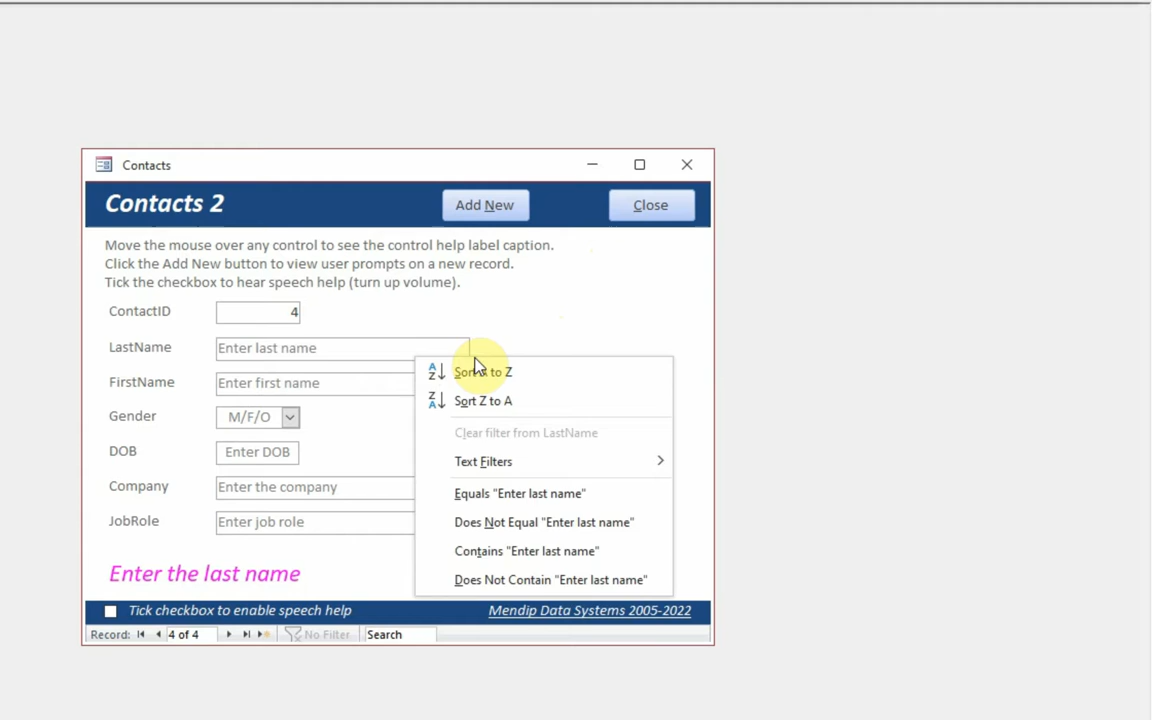 Contacts
Contacts 2
Add New
Close
Move the mouse over any control to see the control help label caption.
Click the Add New button to view user prompts on a new record.
Tick the checkbox to hear speech help (turn up volume).
ContactID
4
LastName
Enter last name
FirstName
Enter first name
Gender
M/F/O
DOB
Enter DOB
Company
Enter the company
JobRole
Enter job role
Sort A to Z
Sort Z to A
Clear filter from LastName
Text Filters
Equals "Enter last name"
Does Not Equal "Enter last name"
Contains "Enter last name"
Does Not Contain "Enter last name"
Enter the last name
Tick checkbox to enable speech help
Mendip Data Systems 2005-2022
Record: 4 of 4 No Filter Search